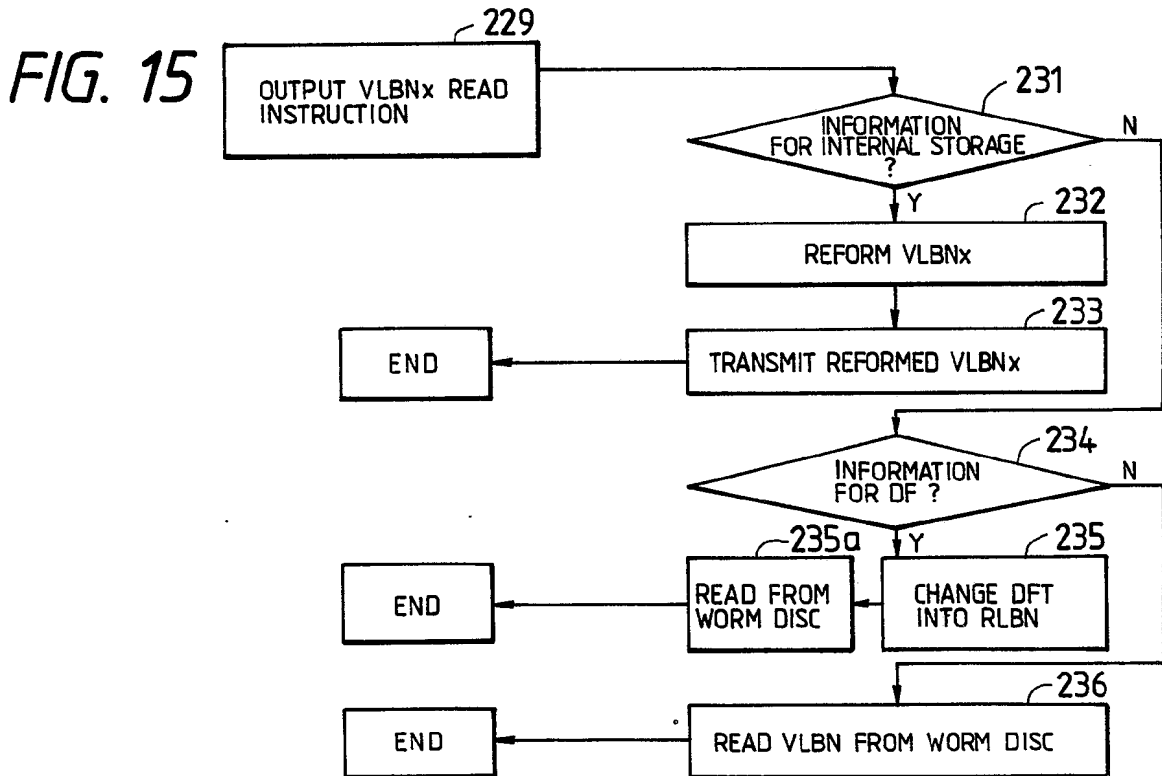 FIG. 15
229
OUTPUT VLBNx READ
INSTRUCTION
231
INFORMATION
FOR INTERNAL STORAGE
?
N
Y
232
REFORM VLBNx
233
TRANSMIT REFORMED VLBNx
END
234
INFORMATION
FOR DF ?
N
Y
235a
235
READ FROM
WORM DISC
CHANGE DFT
INTO RLBN
END
236
READ VLBN FROM WORM DISC
END